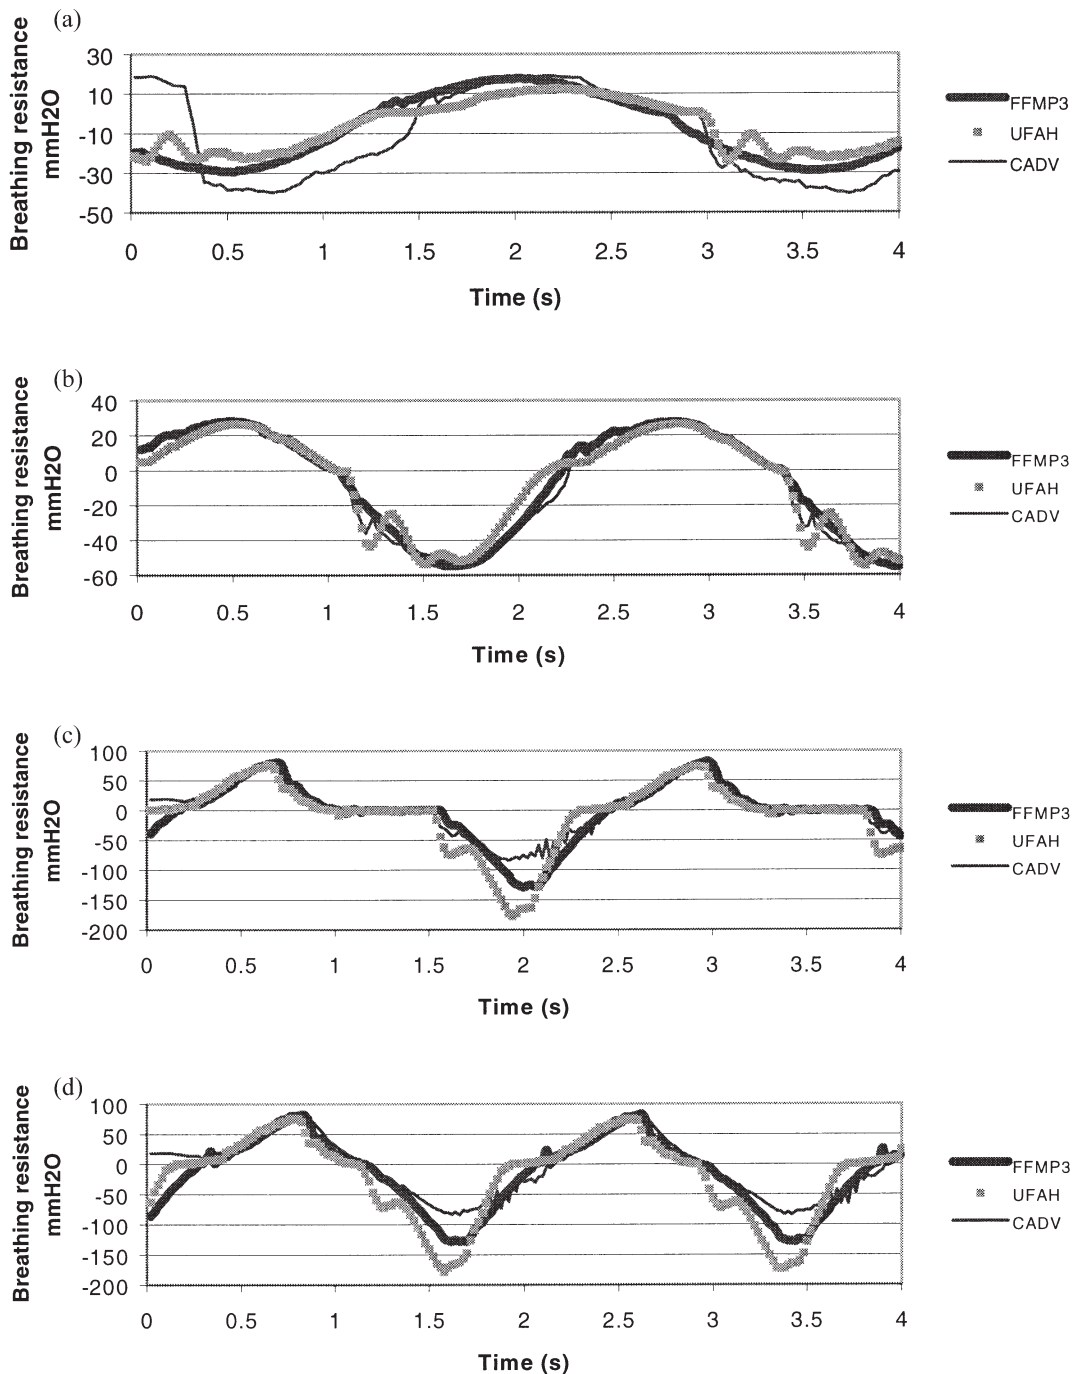 (a)
Breathing resistance
mmH2O
30
10
-10
-30
-50
0 0.5 1 1.5 2 2.5 3 3.5 4
Time (s)
FFMP3
UFAH
CADV
(b)
Breathing resistance
mmH2O
40
20
0
-20
-40
-60
0 0.5 1 1.5 2 2.5 3 3.5 4
Time (s)
FFMP3
UFAH
CADV
(c)
Breathing resistance
mmH2O
100
50
0
-50
-100
-150
-200
0 0.5 1 1.5 2 2.5 3 3.5 4
Time (s)
FFMP3
UFAH
CADV
(d)
Breathing resistance
mmH2O
100
50
0
-50
-100
-150
-200
0 0.5 1 1.5 2 2.5 3 3.5 4
Time (s)
FFMP3
UFAH
CADV